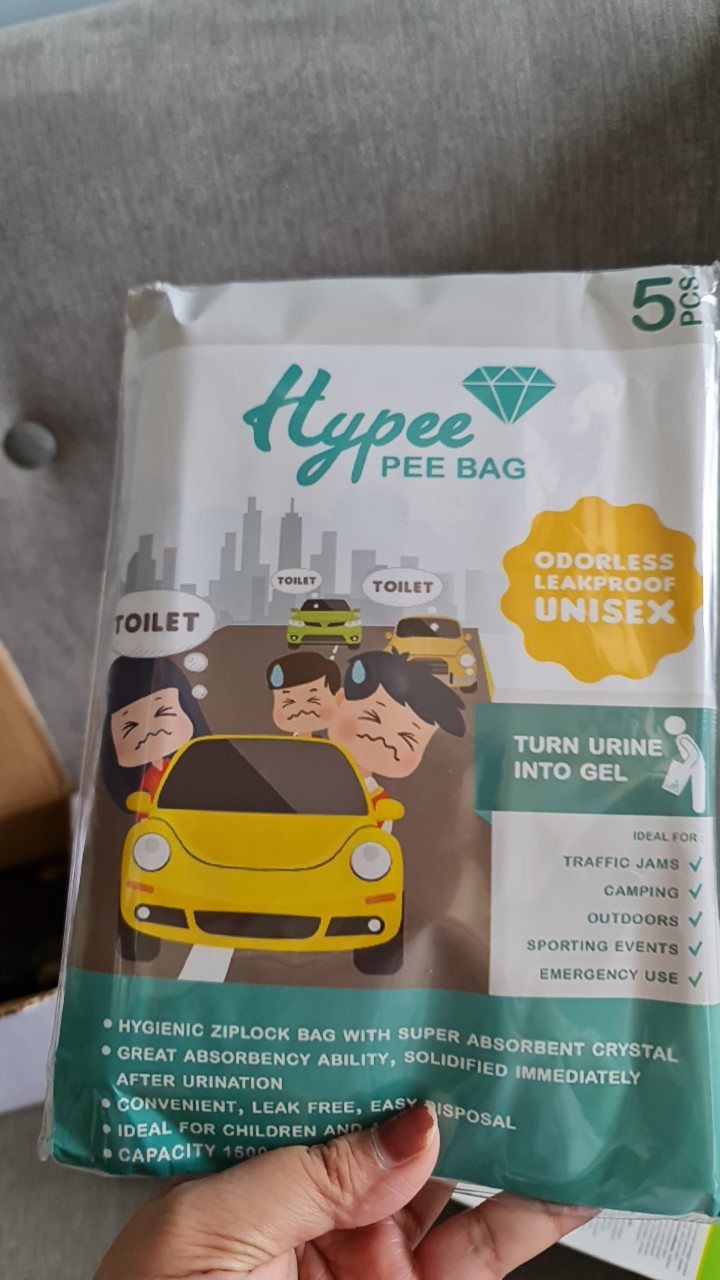 5 PCS
Hypee
PEE BAG
ODORLESS
LEAKPROOF
UNISEX
TOILET
TOILET
TOILET
TURN URINE
INTO GEL
IDEAL FOR:
TRAFFIC JAMS
CAMPING
OUTDOORS
SPORTING EVENTS
EMERGENCY USE
• HYGIENIC ZIPLOCK BAG WITH SUPER ABSORBENT CRYSTAL
• GREAT ABSORBENCY ABILITY, SOLIDIFIED IMMEDIATELY
AFTER URINATION
• CONVENIENT, LEAK FREE, EASY DISPOSAL
• IDEAL FOR CHILDREN AND
• CAPACITY 1500